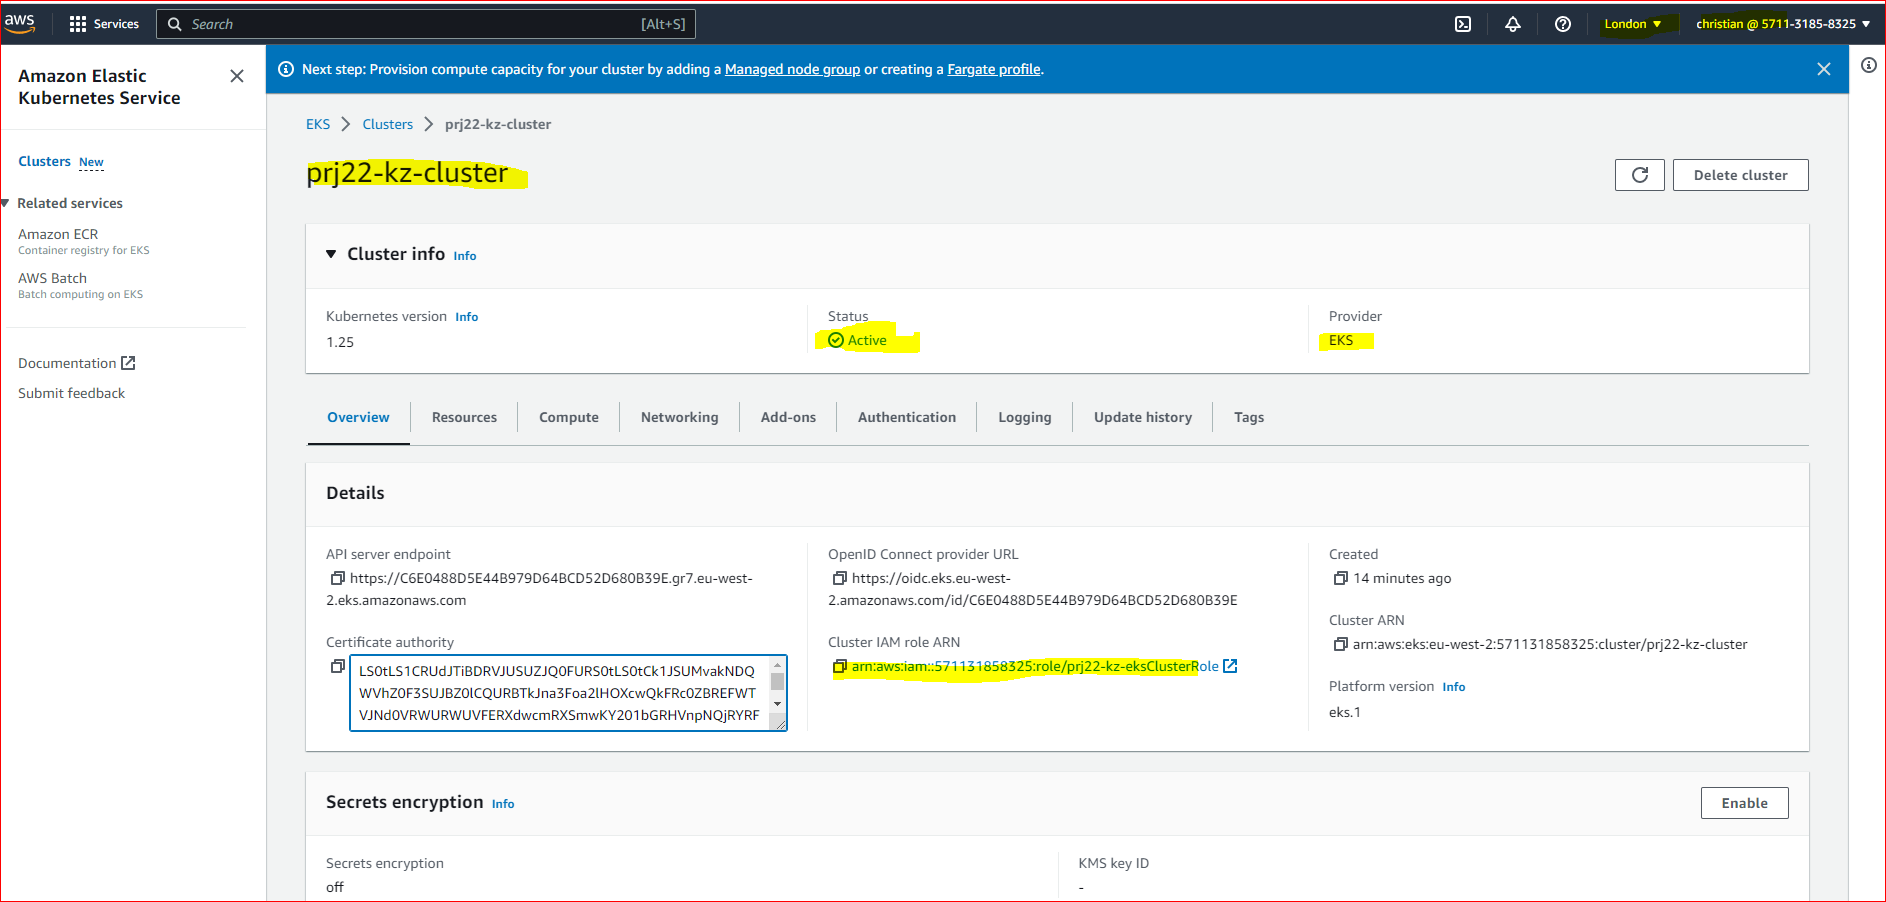 aws
Services
Search
[Alt+S]
London
christian @ 5711-3185-8325
Amazon Elastic
Kubernetes Service
Clusters New
Related services
Amazon ECR
Container registry for EKS
AWS Batch
Batch computing on EKS
Documentation
Submit feedback
Next step: Provision compute capacity for your cluster by adding a Managed node group or creating a Fargate profile.
EKS
Clusters
prj22-kz-cluster
prj22-kz-cluster
Delete cluster
Cluster info Info
Kubernetes version Info
1.25
Status
Active
Provider
EKS
Overview
Resources
Compute
Networking
Add-ons
Authentication
Logging
Update history
Tags
Details
API server endpoint
https://C6E0488D5E44B979D64BCD52D680B39E.gr7.eu-west-
2.eks.amazonaws.com
Certificate authority
LS0tLS1CRUdJTiBDRVJUSUZJQ0FURS0tLS0tCk1JSUMvakNDQ
WVhZ0F3SUJBZ0lCQURBTkJna3Foa2lHOXcwQkFRc0ZBREFWT
VJNd0VRWURWUVFERXdwcmRXSmwKY201bGRHVnpNQjRYRF
OpenID Connect provider URL
https://oidc.eks.eu-west-
2.amazonaws.com/id/C6E0488D5E44B979D64BCD52D680B39E
Cluster IAM role ARN
arn:aws:iam::571131858325:role/prj22-kz-eksClusterRole
Created
14 minutes ago
Cluster ARN
arn:aws:eks:eu-west-2:571131858325:cluster/prj22-kz-cluster
Platform version Info
eks.1
Secrets encryption Info
Enable
Secrets encryption
off
KMS key ID
-